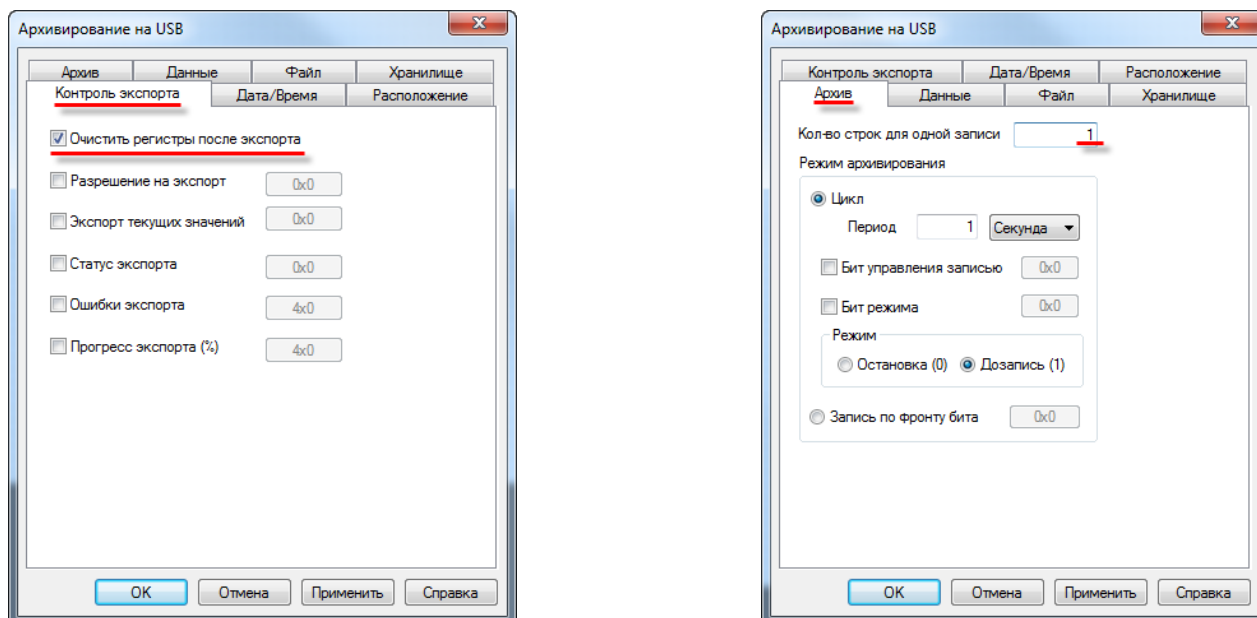 Архивирование на USB
Архив Данные Файл Хранилище
Контроль экспорта Дата/Время Расположение
Очистить регистры после экспорта
Разрешение на экспорт 0x0
Экспорт текущих значений 0x0
Статус экспорта 0x0
Ошибки экспорта 4x0
Прогресс экспорта (%) 4x0
OK Отмена Применить Справка
Архивирование на USB
Контроль экспорта Дата/Время Расположение
Архив Данные Файл Хранилище
Кол-во строк для одной записи 1
Режим архивирования
Цикл
Период 1 Секунда
Бит управления записью 0x0
Бит режима 0x0
Режим
Остановка (0) Дозапись (1)
Запись по фронту бита 0x0
OK Отмена Применить Справка